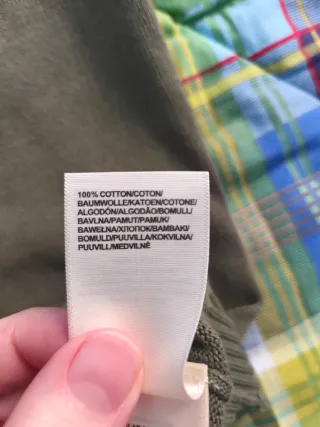 100% COTTON/COTON/
BAUMWOLLE/KATOEN/COTONE/
ALGODÓN/ALGODÃO/BOMULL/
BAVLNA/PAMUT/PAMUK/
BAWEŁNA/ХЛОПОК/BAMBAKI/
BOMULD/PUUVILLA/KOKVILNA/
PUUVILL/MEDVILNĖ